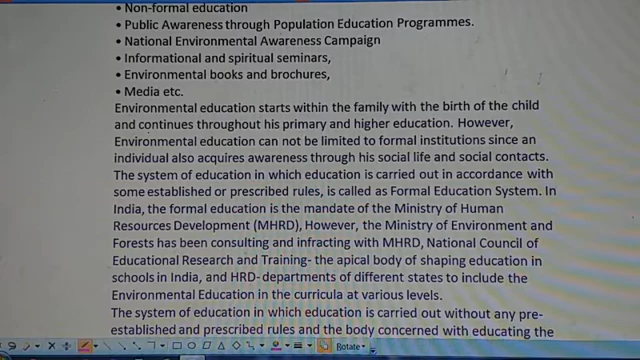 • Non-formal education
• Public Awareness through Population Education Programmes.
• National Environmental Awareness Campaign
• Informational and spiritual seminars,
• Environmental books and brochures,
• Media etc.
Environmental education starts within the family with the birth of the child
and continues throughout his primary and higher education. However,
Environmental education can not be limited to formal institutions since an
individual also acquires awareness through his social life and social contacts.
The system of education in which education is carried out in accordance with
some established or prescribed rules, is called as Formal Education System. In
India, the formal education is the mandate of the Ministry of Human
Resources Development (MHRD), However, the Ministry of Environment and
Forests has been consulting and infracting with MHRD, National Council of
Educational Research and Training- the apical body of shaping education in
schools in India, and HRD- departments of different states to include the
Environmental Education in the curricula at various levels.
The system of education in which education is carried out without any pre-
established and prescribed rules and the body concerned with educating the
Rotate